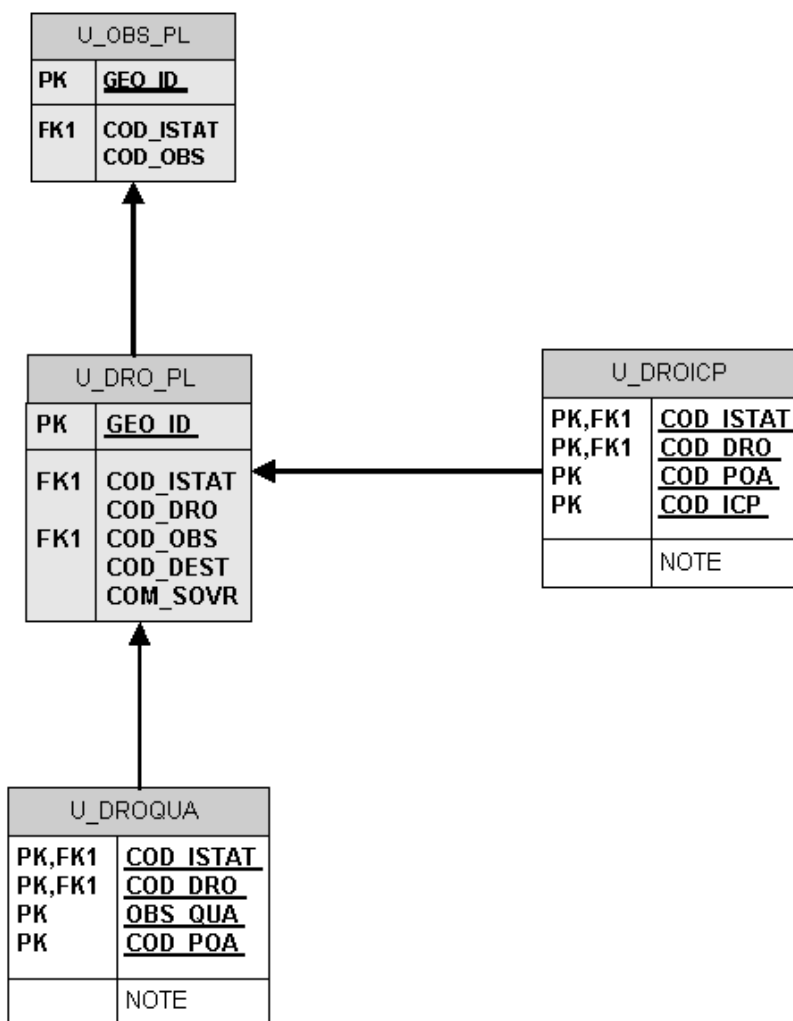 U_OBS_PL
PK GEO_ID
FK1 COD_ISTAT
COD_OBS
U_DRO_PL
PK GEO_ID
FK1 COD_ISTAT
COD_DRO
FK1 COD_OBS
COD_DEST
COM_SOVR
U_DROICP
PK,FK1 COD_ISTAT
PK,FK1 COD_DRO
PK COD_POA
PK COD_ICP
NOTE
U_DROQUA
PK,FK1 COD_ISTAT
PK,FK1 COD_DRO
PK OBS_QUA
PK COD_POA
NOTE